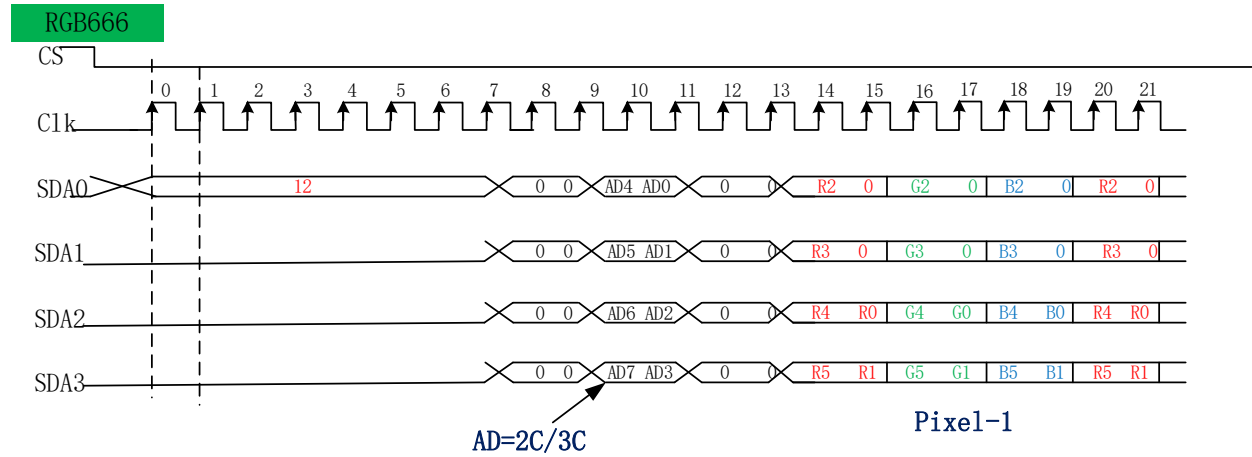 RGB666
CS
0 1 2 3 4 5 6 7 8 9 10 11 12 13 14 15 16 17 18 19 20 21
Clk
SDA0 12 0 0 AD4 AD0 0 0 R2 0 G2 0 B2 0 R2 0
SDA1 0 0 AD5 AD1 0 0 R3 0 G3 0 B3 0 R3 0
SDA2 0 0 AD6 AD2 0 0 R4 R0 G4 G0 B4 B0 R4 R0
SDA3 0 0 AD7 AD3 0 0 R5 R1 G5 G1 B5 B1 R5 R1
Pixel-1
AD=2C/3C